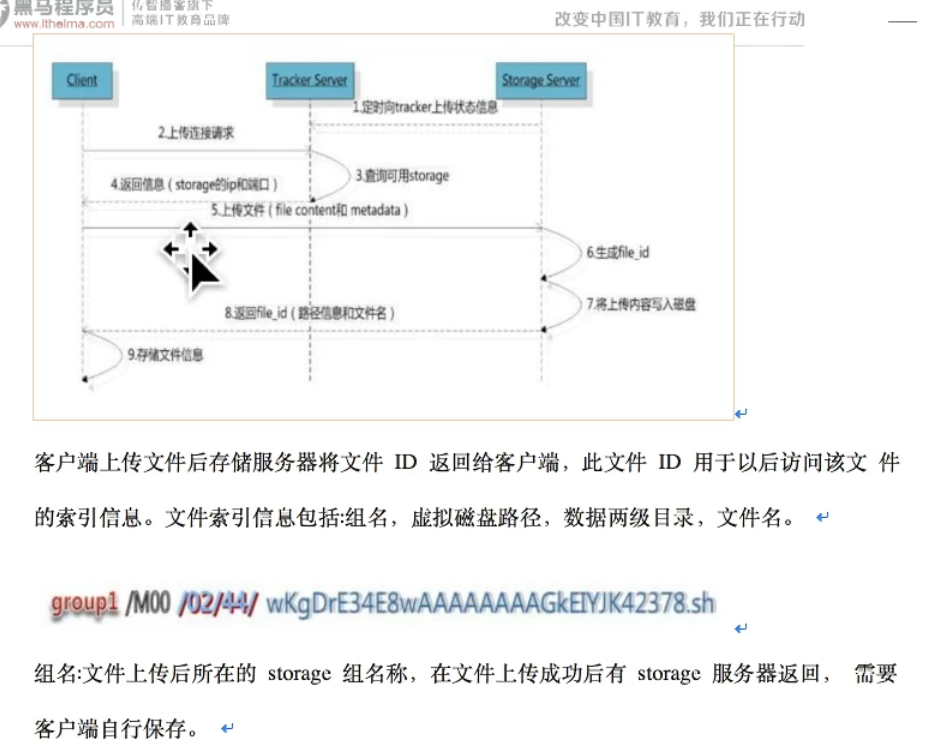 黑马程序员 传智播客旗下
www.itheima.com 高端IT教育品牌
改变中国IT教育，我们正在行动
Client
Tracker Server
Storage Server
1.定时向tracker上传状态信息
2.上传连接请求
3.查询可用storage
4.返回信息（storage的ip和端口）
5.上传文件（file content和 metadata）
6.生成file_id
7.将上传内容写入磁盘
8.返回file_id（路径信息和文件名）
9.存储文件信息
客户端上传文件后存储服务器将文件 ID 返回给客户端，此文件 ID 用于以后访问该文 件
的索引信息。文件索引信息包括:组名，虚拟磁盘路径，数据两级目录，文件名。
group1 /M00 /02/44/ wKgDrE34E8wAAAAAAAAGkEIYJK42378.sh
组名:文件上传后所在的 storage 组名称，在文件上传成功后有 storage 服务器返回， 需要
客户端自行保存。